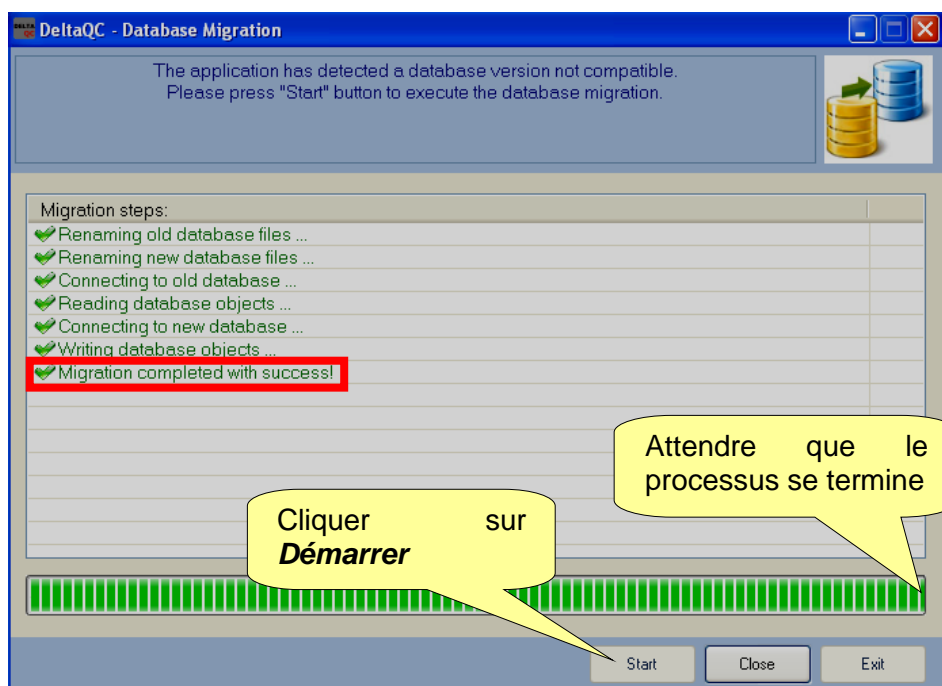 DELTA QC DeltaQC - Database Migration
The application has detected a database version not compatible.
Please press "Start" button to execute the database migration.
Migration steps:
Renaming old database files ...
Renaming new database files ...
Connecting to old database ...
Reading database objects ...
Connecting to new database ...
Writing database objects ...
Migration completed with success!
Attendre que le
processus se termine
Cliquer sur
Démarrer
Start Close Exit